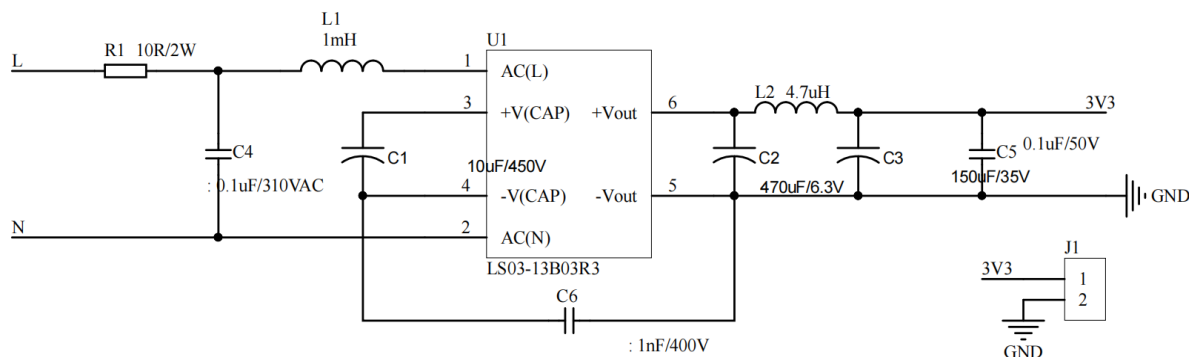 L1
1mH
U1
L
R1 10R/2W
1
AC(L)
L2 4.7uH
3
+V(CAP)
+Vout
6
3V3
C4
C1
C2
C3
C5
0.1uF/50V
: 0.1uF/310VAC
10uF/450V
470uF/6.3V
150uF/35V
4
-V(CAP)
-Vout
5
GND
N
2
AC(N)
LS03-13B03R3
J1
3V3
1
2
C6
: 1nF/400V
GND